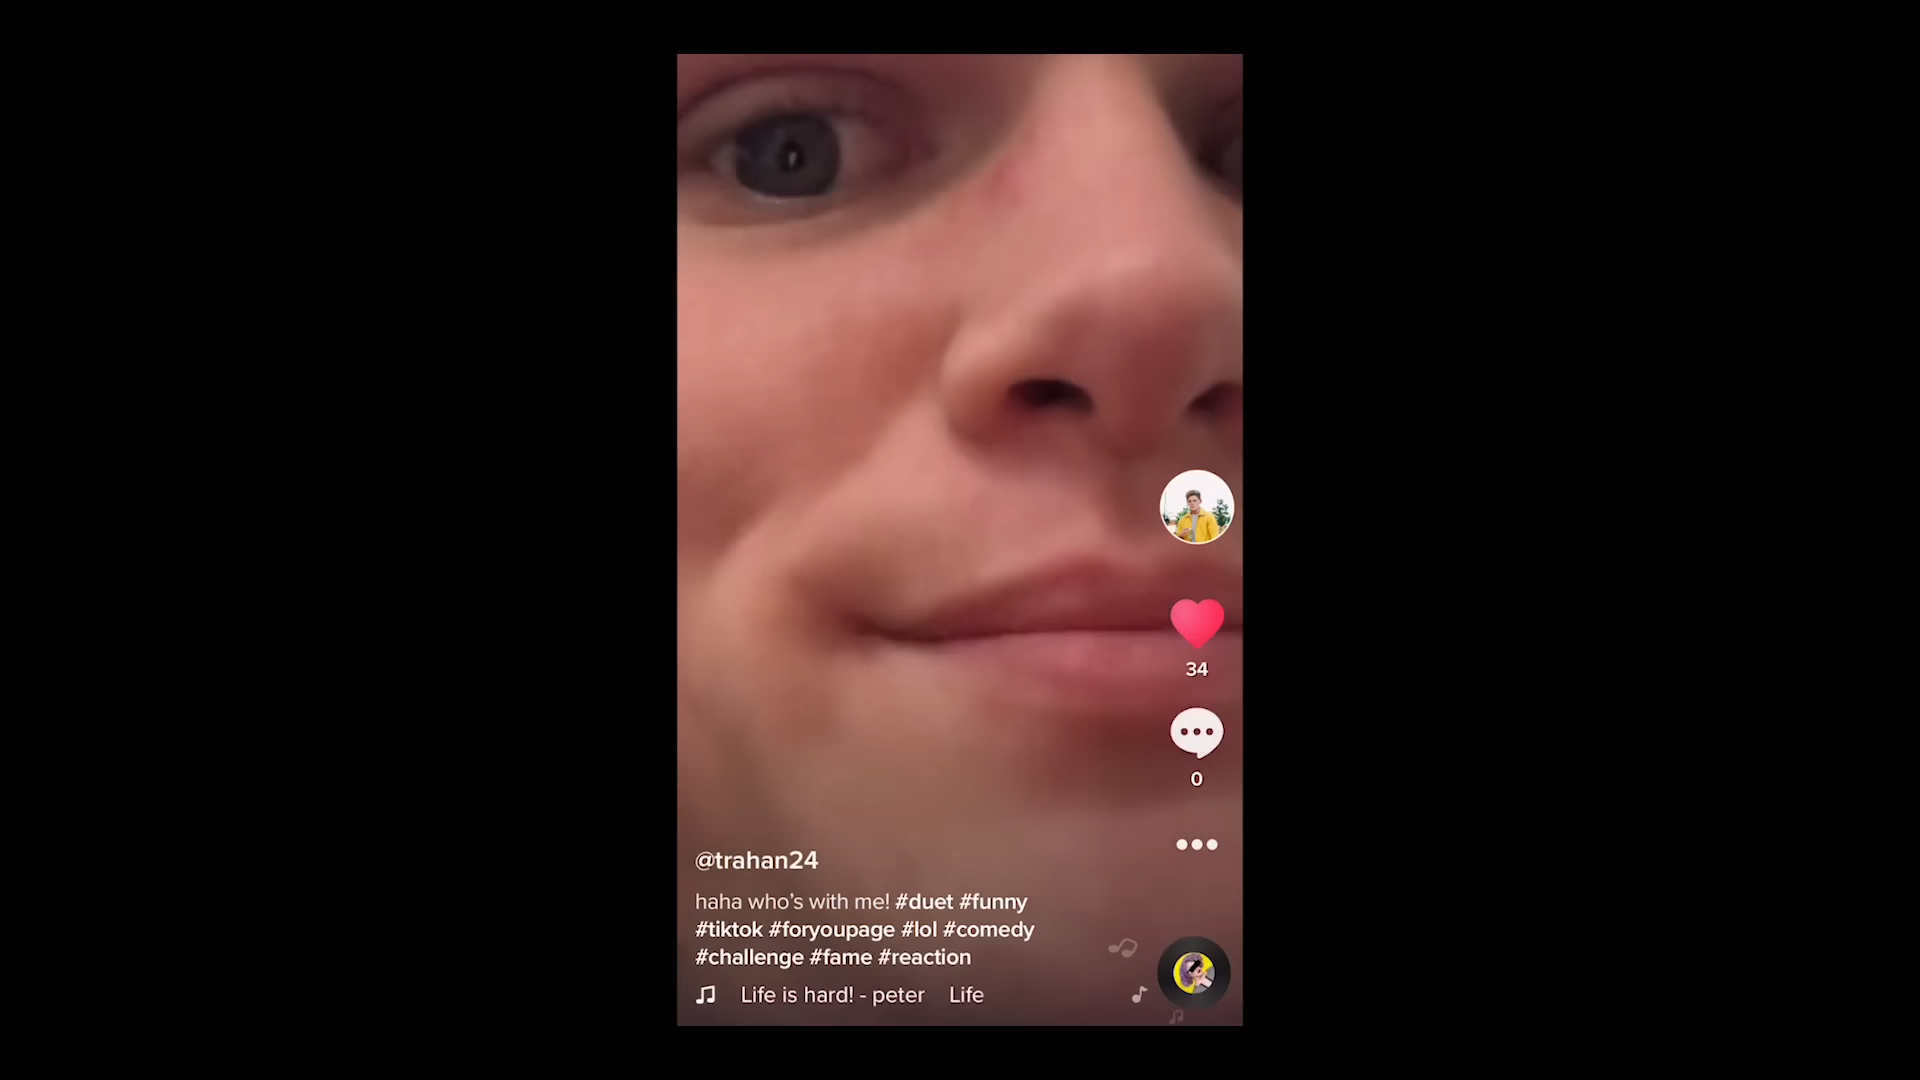 34
0
@trahan24
haha who’s with me! #duet #funny
#tiktok #foryoupage #lol #comedy
#challenge #fame #reaction
Life is hard! - peter Life